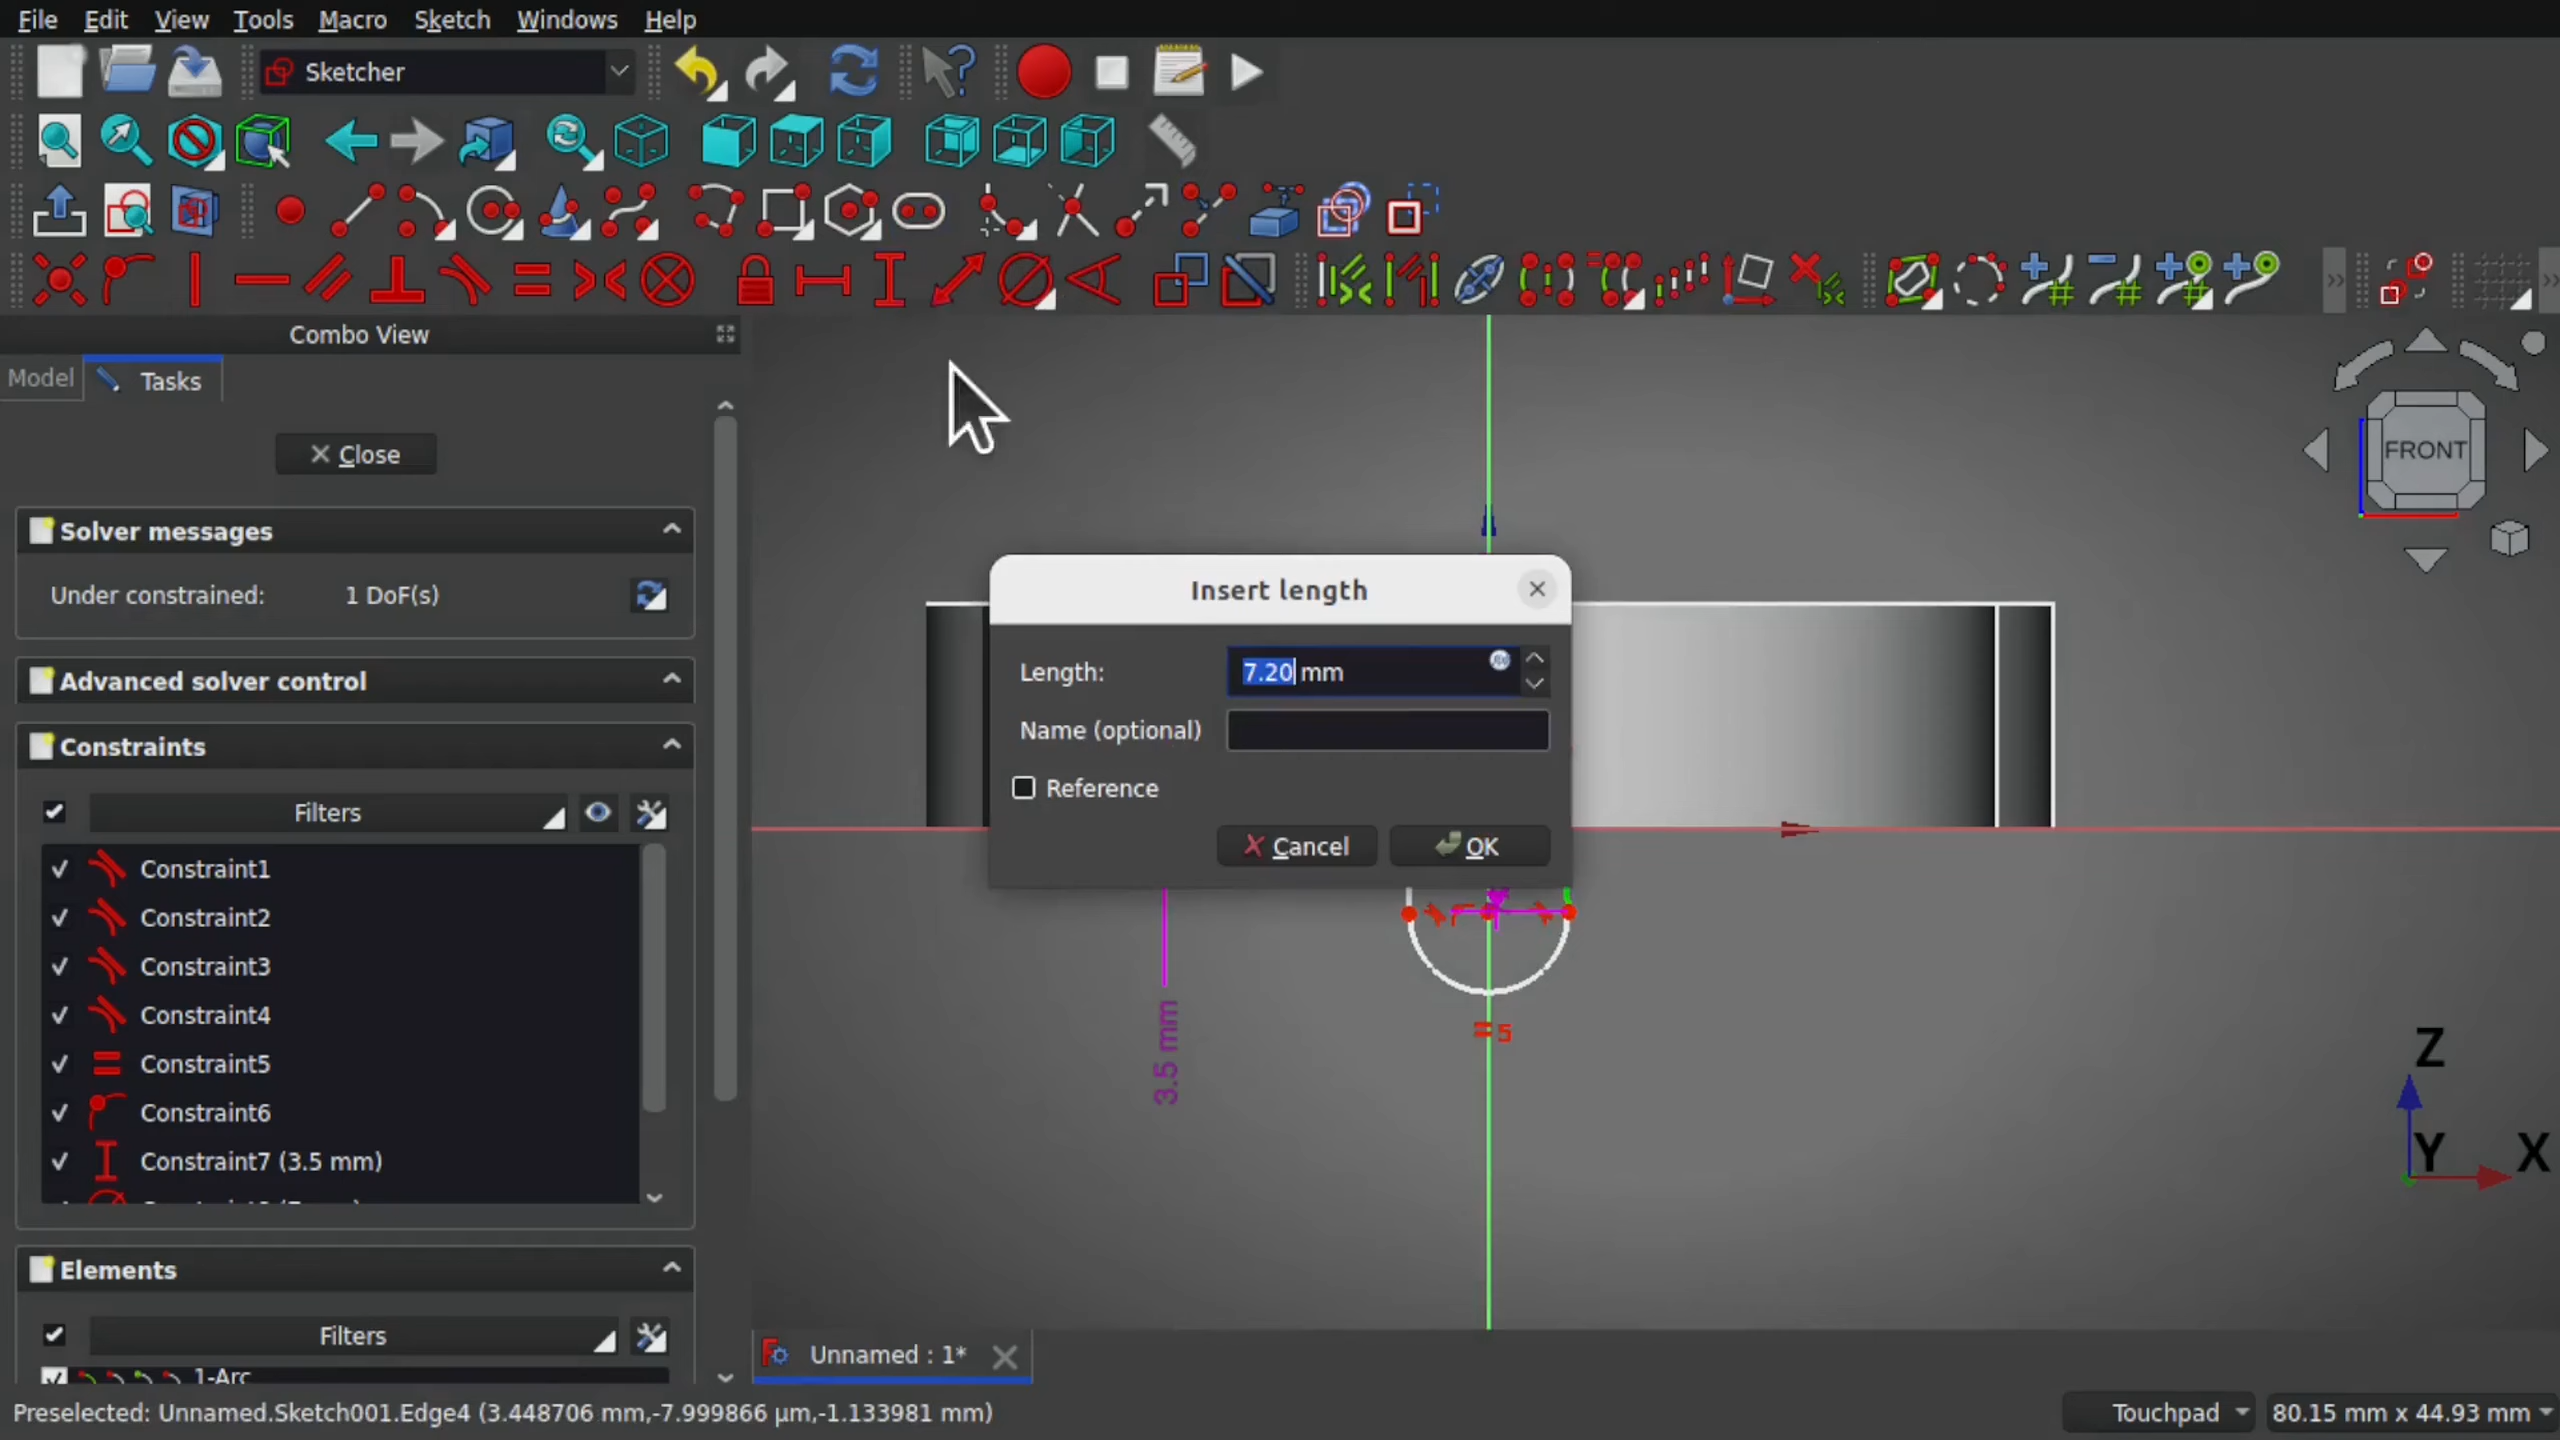 File Edit View Tools Macro Sketch Windows Help
Sketcher
Combo View
Model Tasks
Close
Solver messages
Under constrained: 1 DoF(s)
Advanced solver control
Constraints
Filters
Constraint1
Constraint2
Constraint3
Constraint4
Constraint5
Constraint6
Constraint7 (3.5 mm)
Elements
Filters
1-Arc
Insert length
Length: 7.20 mm
Name (optional)
Reference
Cancel OK
3.5 mm
5
FRONT
Z
Y X
Unnamed : 1*
Preselected: Unnamed.Sketch001.Edge4 (3.448706 mm,-7.999866 µm,-1.133981 mm)
Touchpad 80.15 mm x 44.93 mm